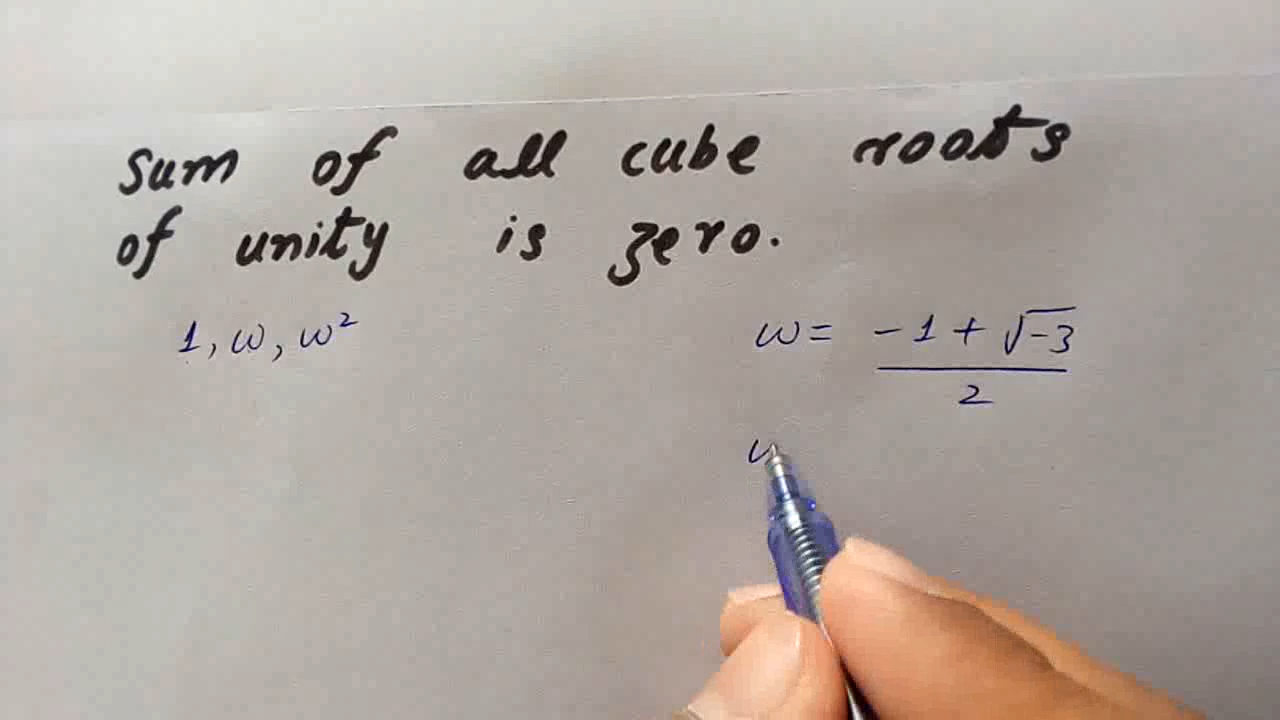 Sum of all cube roots
of unity is zero.
1, ω, ω² ω = (-1 + √-3)/2
ω